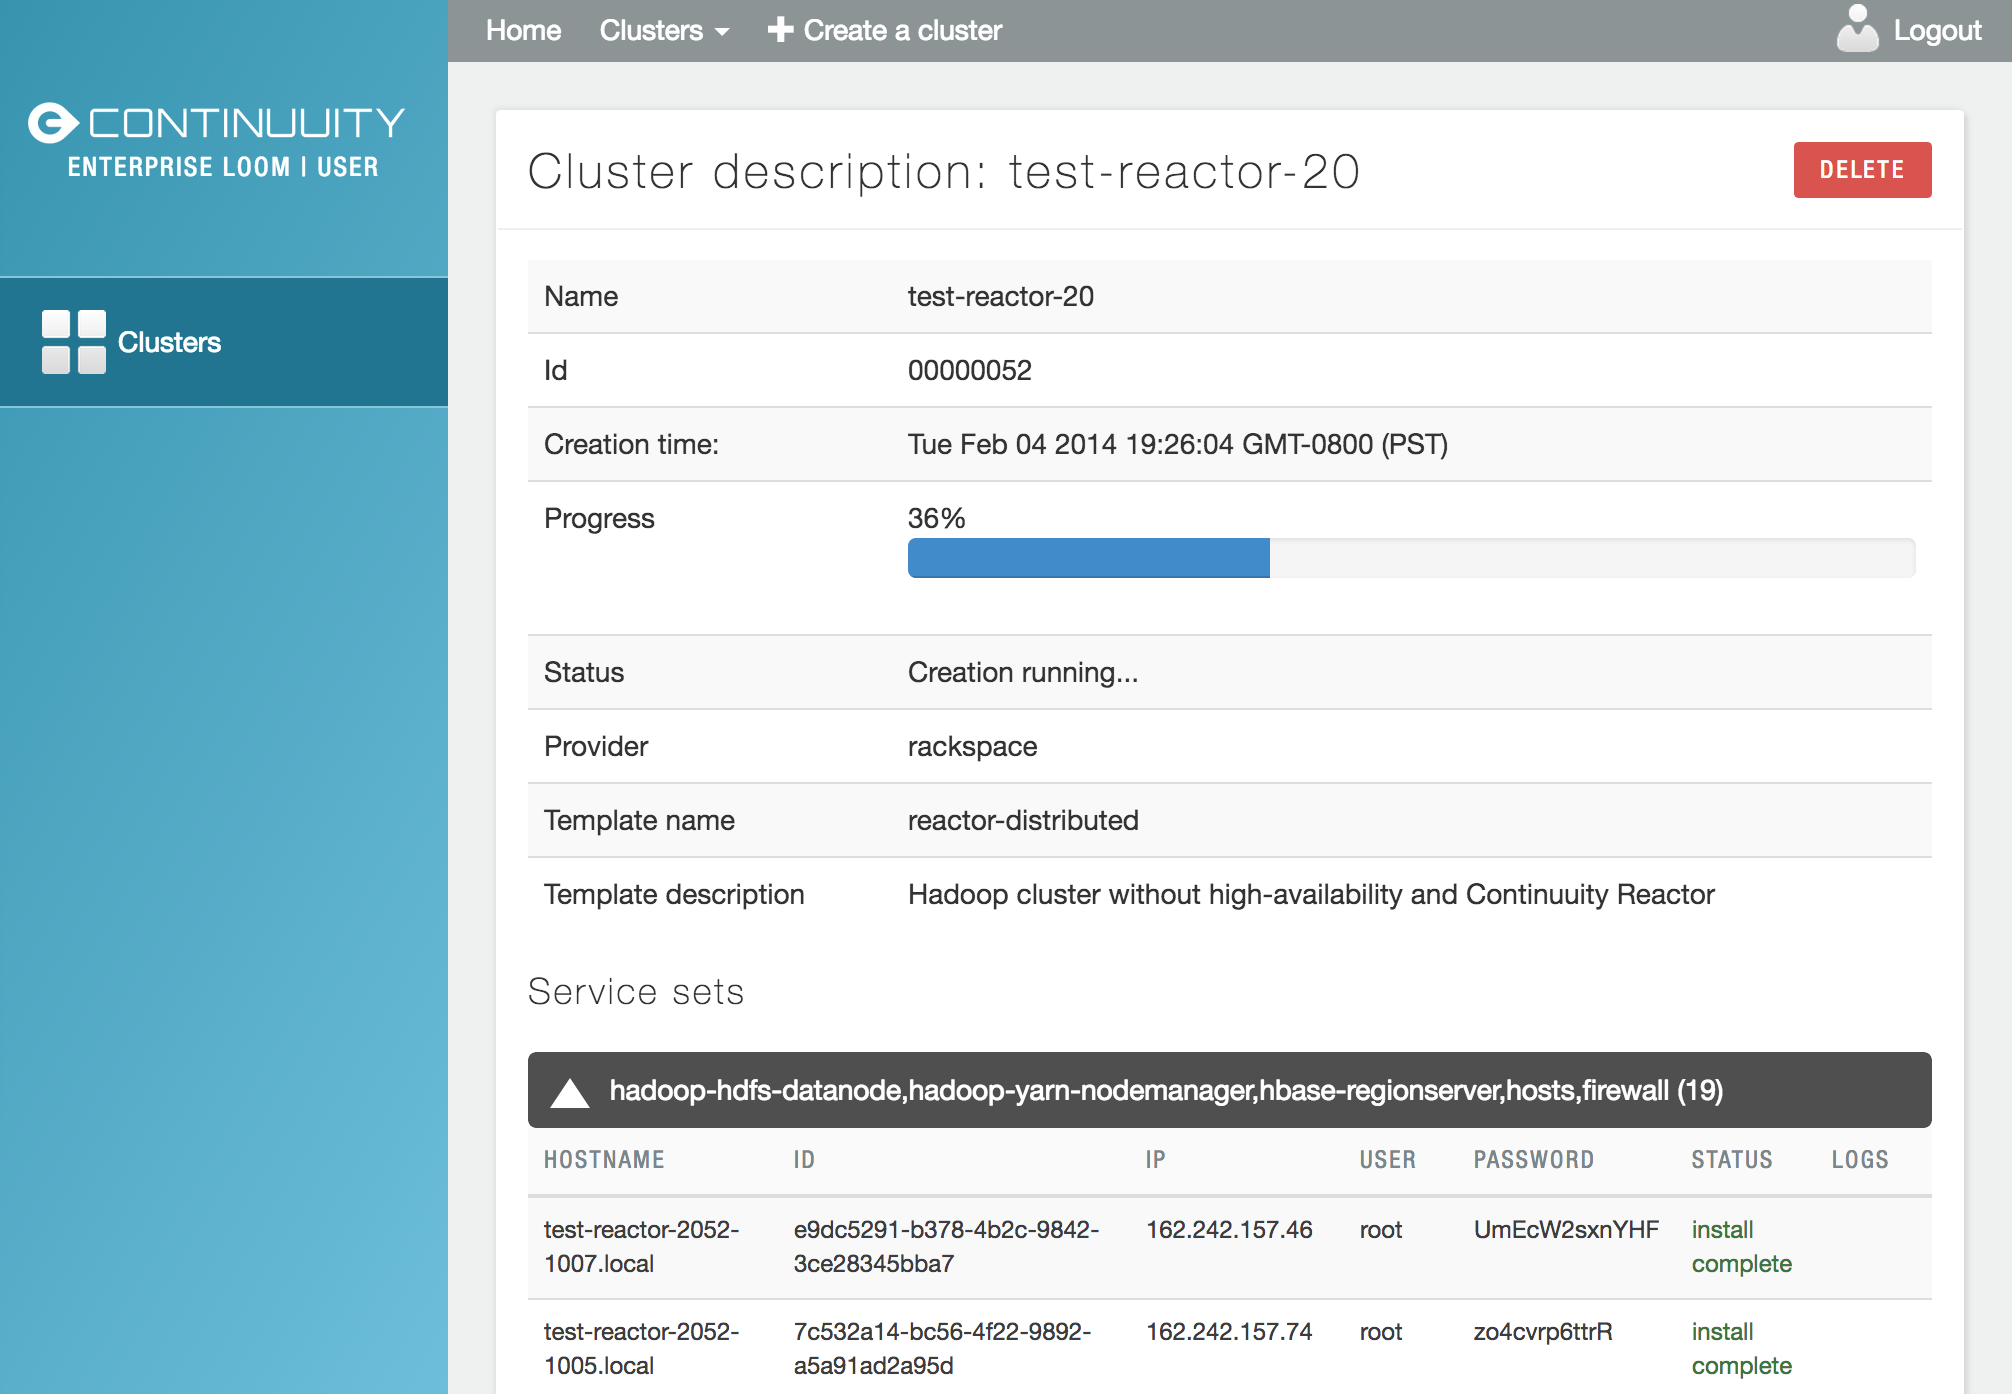 Home Clusters Create a cluster Logout
CONTINUUITY
ENTERPRISE LOOM | USER
Clusters
Cluster description: test-reactor-20
DELETE
Name test-reactor-20
Id 00000052
Creation time: Tue Feb 04 2014 19:26:04 GMT-0800 (PST)
Progress 36%
Status Creation running...
Provider rackspace
Template name reactor-distributed
Template description Hadoop cluster without high-availability and Continuuity Reactor
Service sets
hadoop-hdfs-datanode,hadoop-yarn-nodemanager,hbase-regionserver,hosts,firewall (19)
HOSTNAME ID IP USER PASSWORD STATUS LOGS
test-reactor-2052- e9dc5291-b378-4b2c-9842- 162.242.157.46 root UmEcW2sxnYHF install
1007.local 3ce28345bba7 complete
test-reactor-2052- 7c532a14-bc56-4f22-9892- 162.242.157.74 root zo4cvrp6ttrR install
1005.local a5a91ad2a95d complete